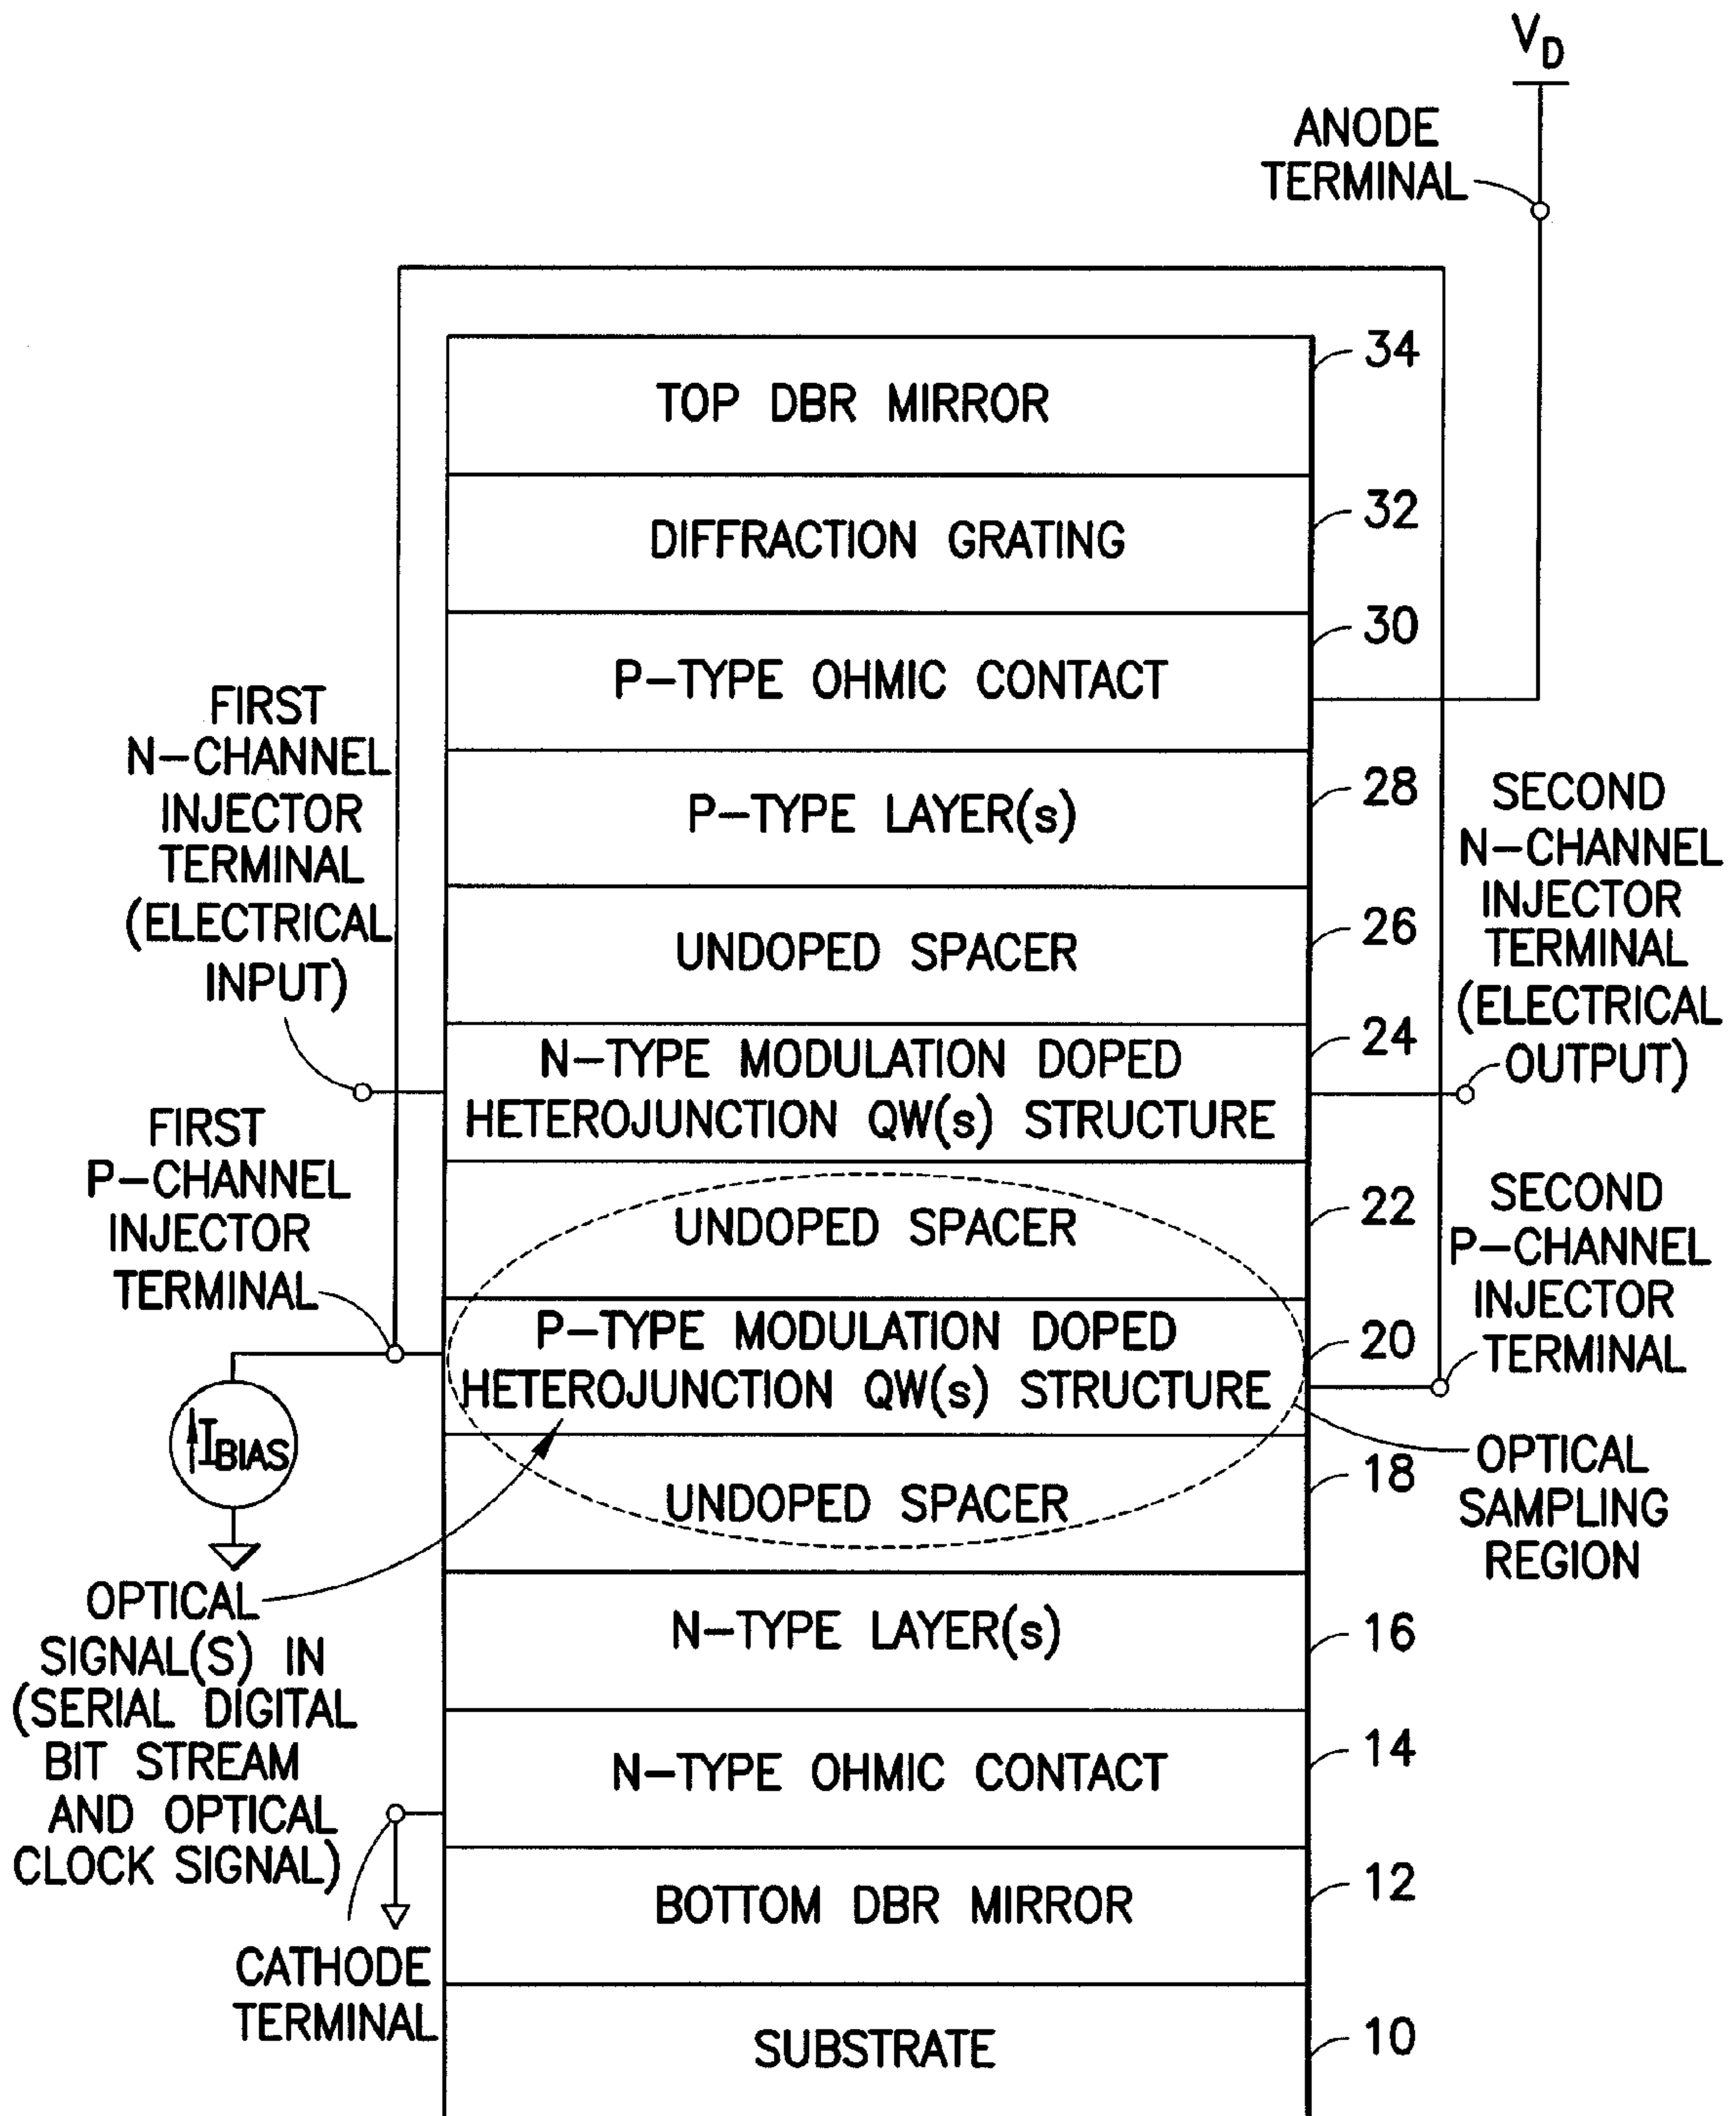 V_D
ANODE
TERMINAL
34
TOP DBR MIRROR
32
DIFFRACTION GRATING
30
P-TYPE OHMIC CONTACT
FIRST
N-CHANNEL
INJECTOR
TERMINAL
(ELECTRICAL
INPUT)
28
P-TYPE LAYER(s)
SECOND
N-CHANNEL
INJECTOR
TERMINAL
(ELECTRICAL
OUTPUT)
26
UNDOPED SPACER
24
N-TYPE MODULATION DOPED
HETEROJUNCTION QW(s) STRUCTURE
FIRST
P-CHANNEL
INJECTOR
TERMINAL
22
UNDOPED SPACER
SECOND
P-CHANNEL
INJECTOR
TERMINAL
20
P-TYPE MODULATION DOPED
HETEROJUNCTION QW(s) STRUCTURE
I_BIAS
18
UNDOPED SPACER
OPTICAL
SAMPLING
REGION
OPTICAL
SIGNAL(S) IN
(SERIAL DIGITAL
BIT STREAM
AND OPTICAL
CLOCK SIGNAL)
16
N-TYPE LAYER(s)
14
N-TYPE OHMIC CONTACT
12
BOTTOM DBR MIRROR
CATHODE
TERMINAL
10
SUBSTRATE